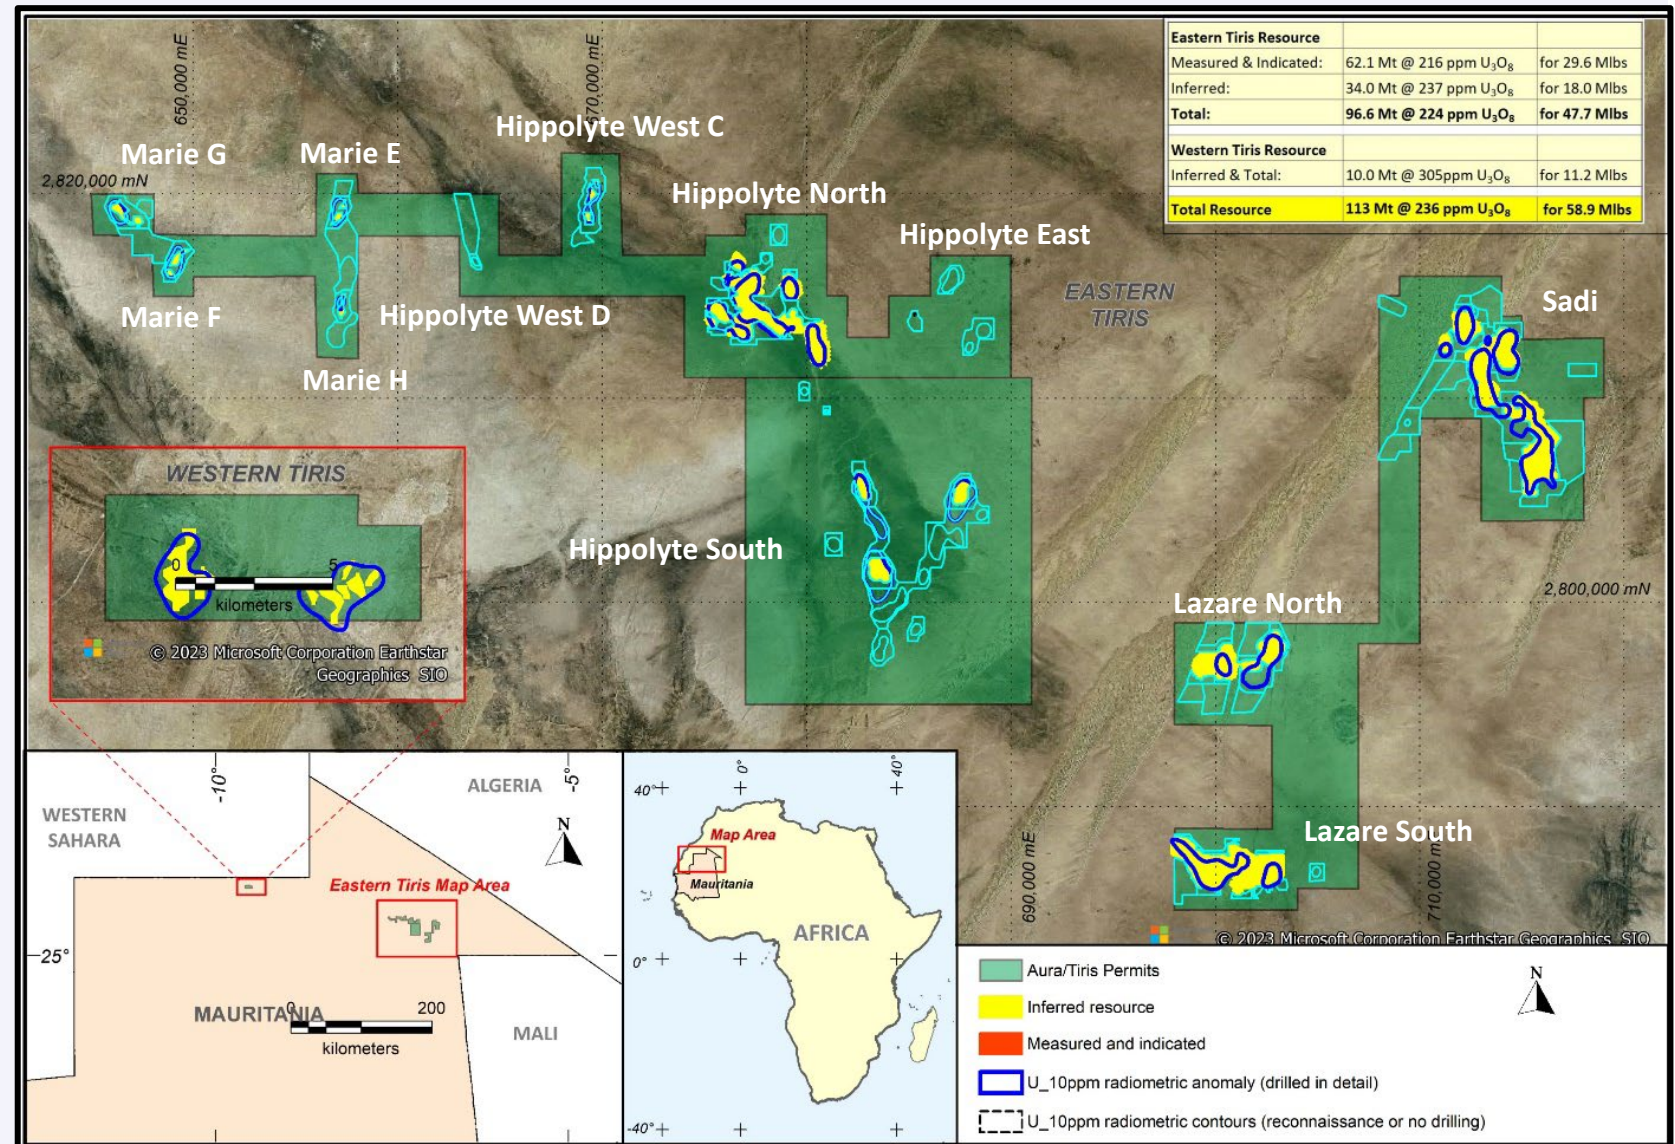 Eastern Tiris Resource
Measured & Indicated: 62.1 Mt @ 216 ppm U₃O₈ for 29.6 Mlbs
Inferred: 34.0 Mt @ 237 ppm U₃O₈ for 18.0 Mlbs
Total: 96.6 Mt @ 224 ppm U₃O₈ for 47.7 Mlbs
Western Tiris Resource
Inferred & Total: 10.0 Mt @ 305ppm U₃O₈ for 11.2 Mlbs
Total Resource 113 Mt @ 236 ppm U₃O₈ for 58.9 Mlbs
650,000 mE
670,000 mE
2,820,000 mN
Marie G
Marie E
Hippolyte West C
Hippolyte North
Hippolyte East
EASTERN
TIRIS
Sadi
Marie F
Hippolyte West D
Marie H
WESTERN TIRIS
0 5
kilometers
© 2023 Microsoft Corporation Earthstar
Geographics SIO
Hippolyte South
Lazare North
2,800,000 mN
Lazare South
690,000 mE
710,000 mE
© 2023 Microsoft Corporation Earthstar Geographics SIO
-10°
-5°
WESTERN
SAHARA
ALGERIA
N
Eastern Tiris Map Area
25°
MAURITANIA
0 200
kilometers
MALI
0°
40°
40°
Map Area
Mauritania
AFRICA
0°
-40°
Aura/Tiris Permits
Inferred resource
Measured and indicated
U_10ppm radiometric anomaly (drilled in detail)
U_10ppm radiometric contours (reconnaissance or no drilling)
N